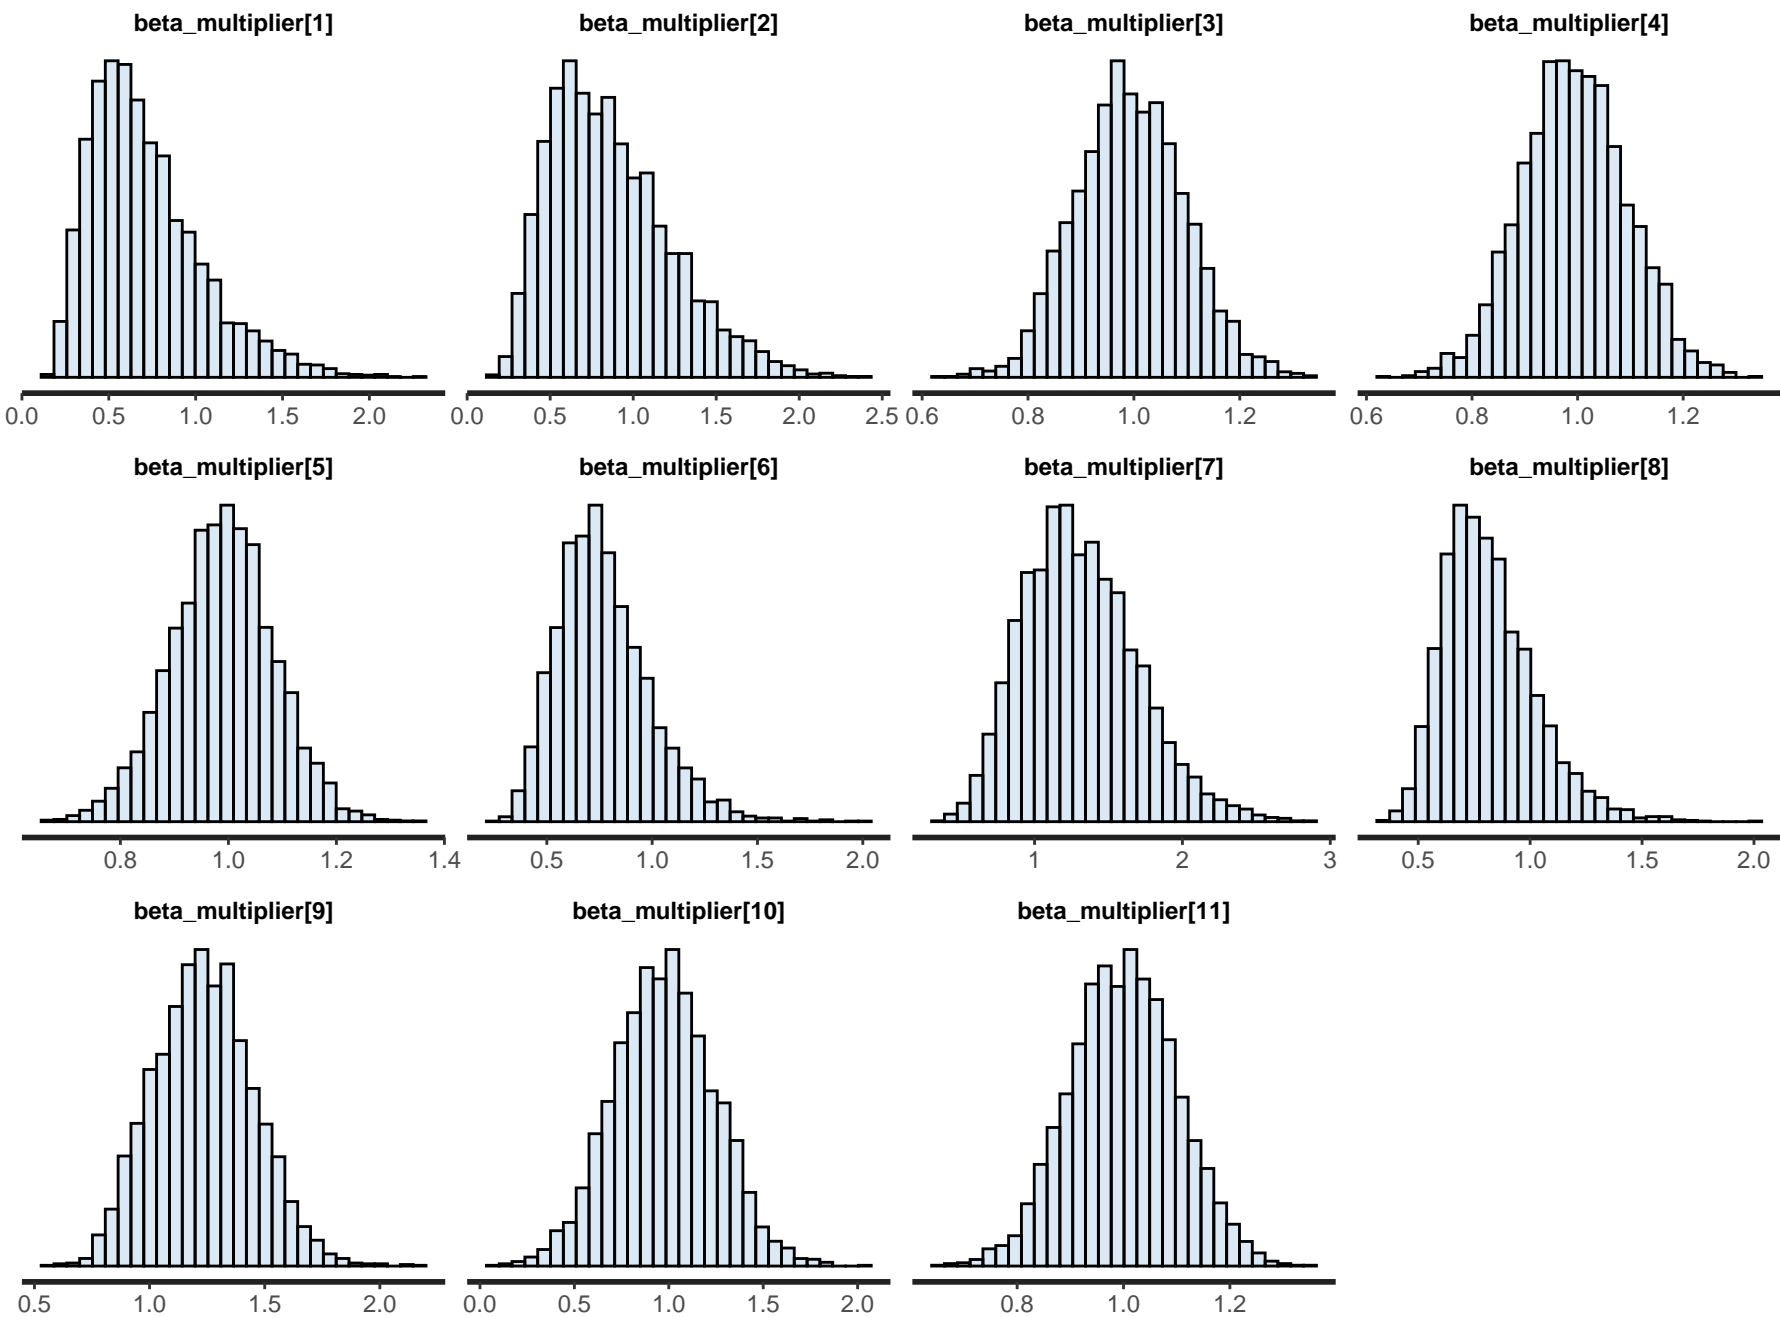 beta_multiplier[1] beta_multiplier[2] beta_multiplier[3] beta_multiplier[4]
0.0 0.5 1.0 1.5 2.0 0.0 0.5 1.0 1.5 2.0 2.5 0.6 0.8 1.0 1.2 0.6 0.8 1.0 1.2
beta_multiplier[5] beta_multiplier[6] beta_multiplier[7] beta_multiplier[8]
0.8 1.0 1.2 1.4 0.5 1.0 1.5 2.0 1 2 3 0.5 1.0 1.5 2.0
beta_multiplier[9] beta_multiplier[10] beta_multiplier[11]
0.5 1.0 1.5 2.0 0.0 0.5 1.0 1.5 2.0 0.8 1.0 1.2